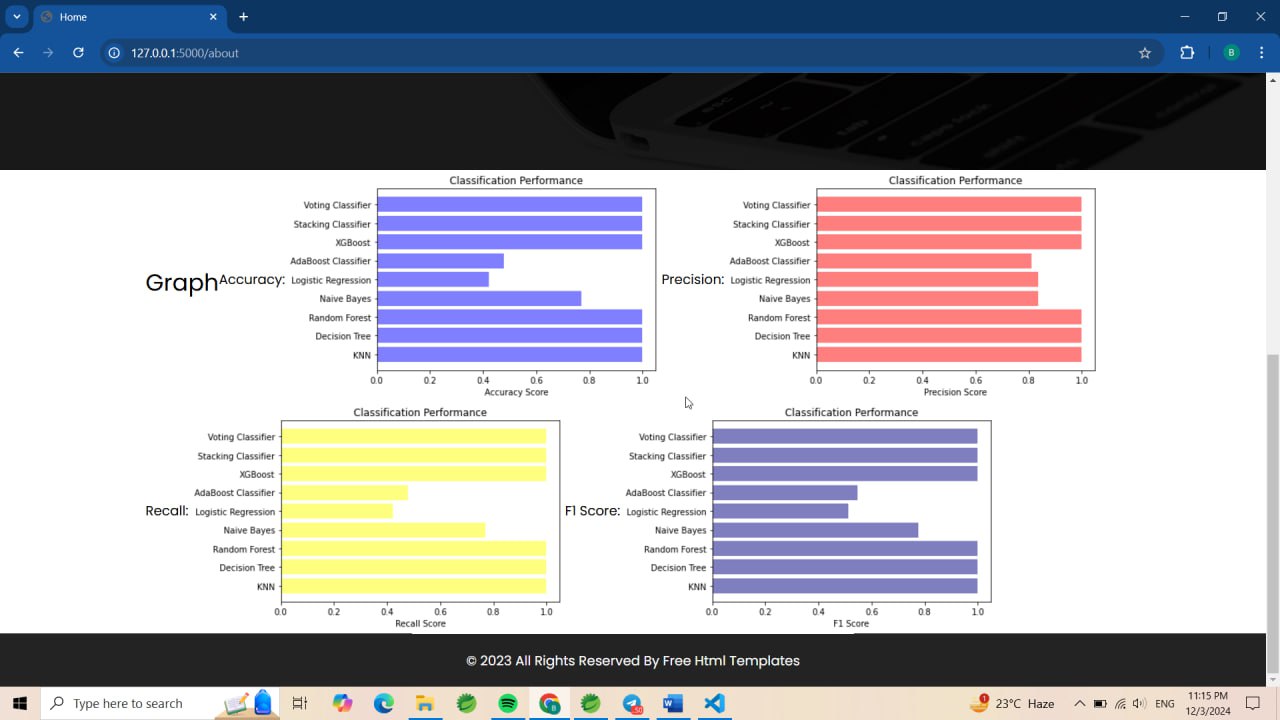 Home
127.0.0.1:5000/about
Classification Performance
Voting Classifier
Stacking Classifier
XGBoost
AdaBoost Classifier
Graph Accuracy: Logistic Regression
Naive Bayes
Random Forest
Decision Tree
KNN
0.0 0.2 0.4 0.6 0.8 1.0
Accuracy Score
Classification Performance
Voting Classifier
Stacking Classifier
XGBoost
AdaBoost Classifier
Precision: Logistic Regression
Naive Bayes
Random Forest
Decision Tree
KNN
0.0 0.2 0.4 0.6 0.8 1.0
Precision Score
Classification Performance
Voting Classifier
Stacking Classifier
XGBoost
AdaBoost Classifier
Recall: Logistic Regression
Naive Bayes
Random Forest
Decision Tree
KNN
0.0 0.2 0.4 0.6 0.8 1.0
Recall Score
Classification Performance
Voting Classifier
Stacking Classifier
XGBoost
AdaBoost Classifier
F1 Score: Logistic Regression
Naive Bayes
Random Forest
Decision Tree
KNN
0.0 0.2 0.4 0.6 0.8 1.0
F1 Score
© 2023 All Rights Reserved By Free Html Templates
Type here to search
23°C Haze
ENG
11:15 PM
12/3/2024